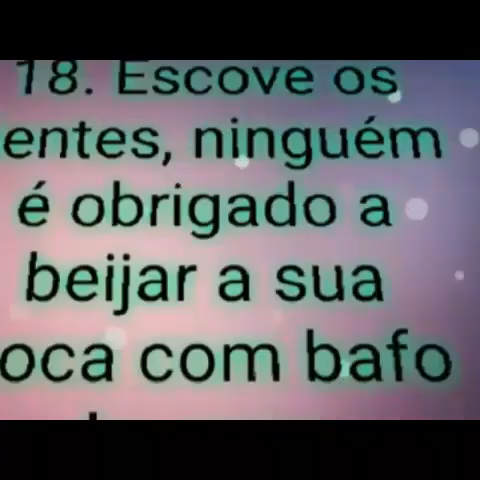 18. Escove os
entes, ninguém
é obrigado a
beijar a sua
oca com bafo